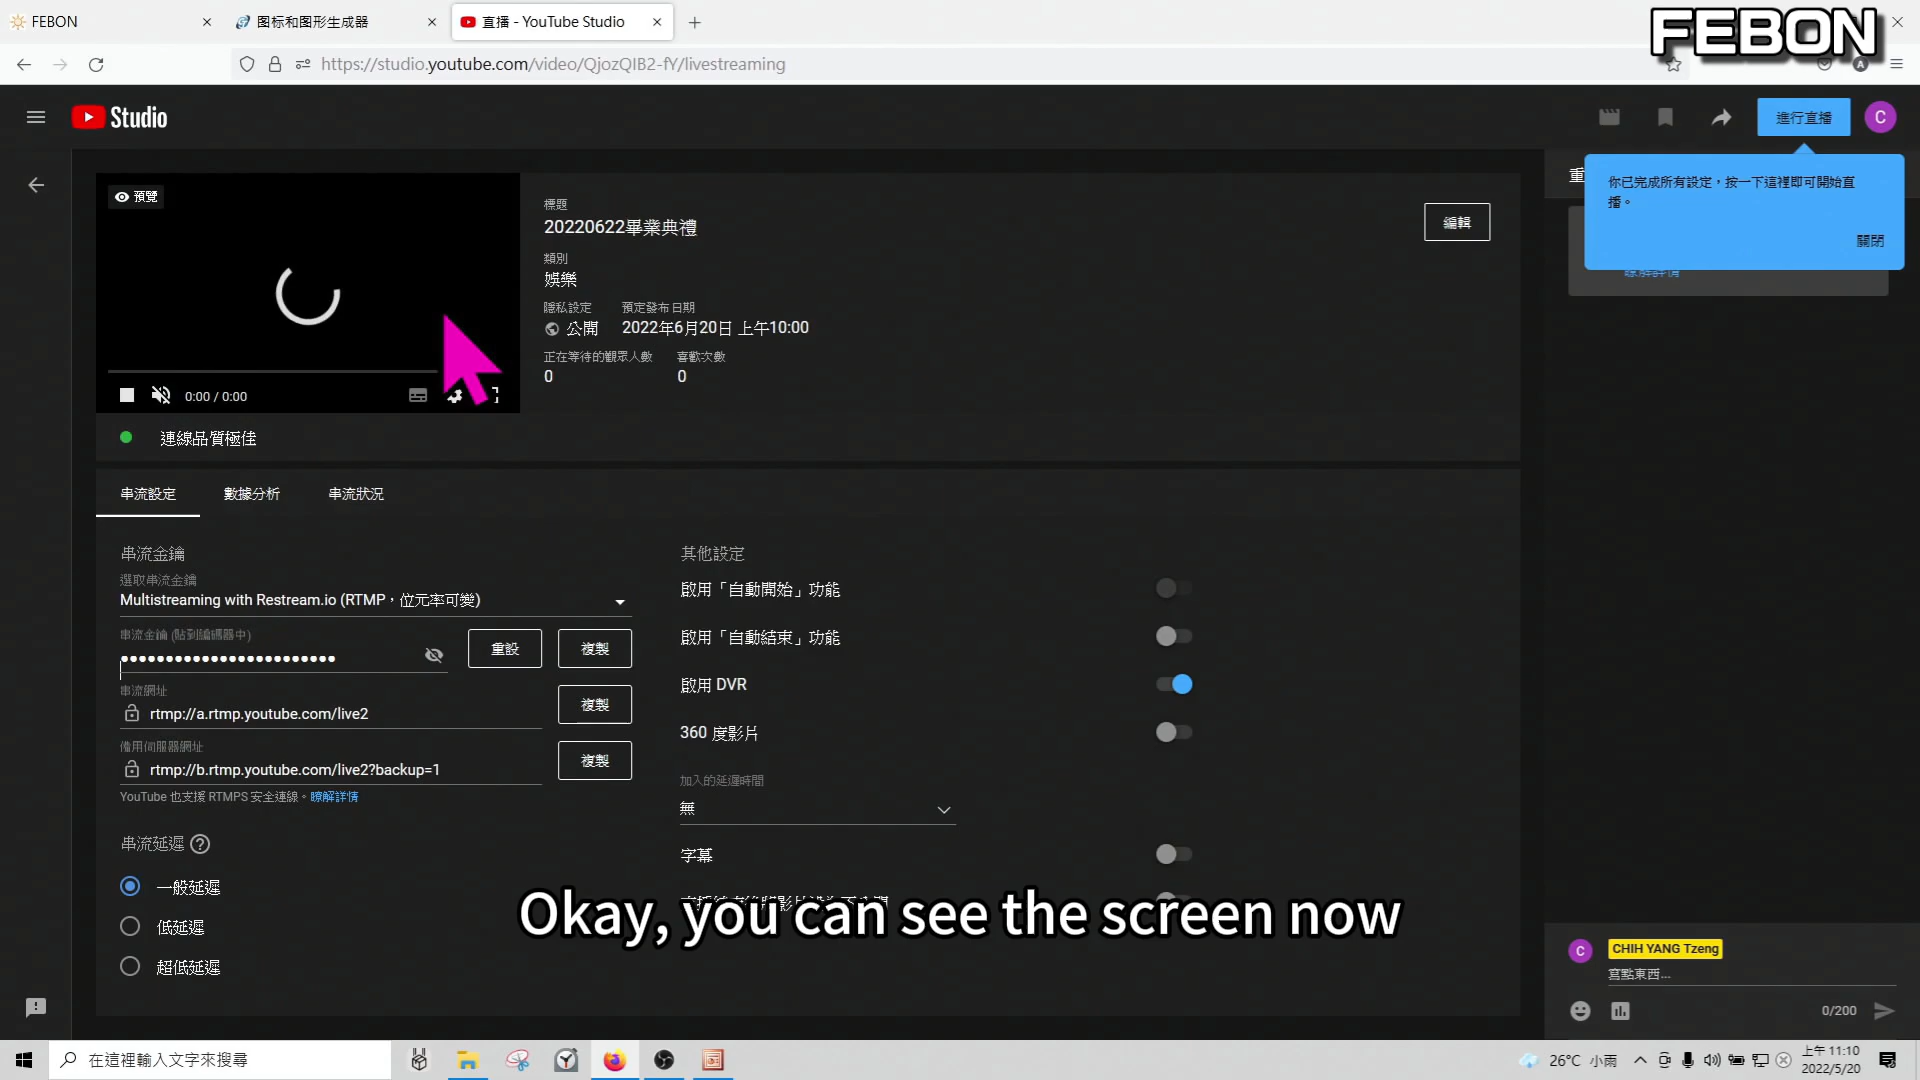 FEBON
图标和图形生成器
直播 - YouTube Studio
FEBON
https://studio.youtube.com/video/QjozQIB2-fY/livestreaming
A
Studio
進行直播
C
你已完成所有設定，按一下這裡即可開始直播。
關閉
瞭解詳情
重
預覽
0:00 / 0:00
標題
20220622畢業典禮
編輯
類別
娛樂
隱私設定
預定發布日期
公開
2022年6月20日 上午10:00
正在等待的觀眾人數
喜歡次數
0
0
連線品質極佳
串流設定
數據分析
串流狀況
串流金鑰
選取串流金鑰
Multistreaming with Restream.io (RTMP，位元率可變)
串流金鑰 (貼到編碼器中)
••••••••••••••••••••••••
重設
複製
串流網址
rtmp://a.rtmp.youtube.com/live2
複製
備用伺服器網址
rtmp://b.rtmp.youtube.com/live2?backup=1
複製
YouTube 也支援 RTMPS 安全連線。瞭解詳情
串流延遲
一般延遲
低延遲
超低延遲
其他設定
啟用「自動開始」功能
啟用「自動結束」功能
啟用 DVR
360 度影片
加入的延遲時間
無
字幕
Okay, you can see the screen now
C
CHIH YANG Tzeng
寫點東西...
0/200
在這裡輸入文字來搜尋
26°C 小雨
上午 11:10
2022/5/20